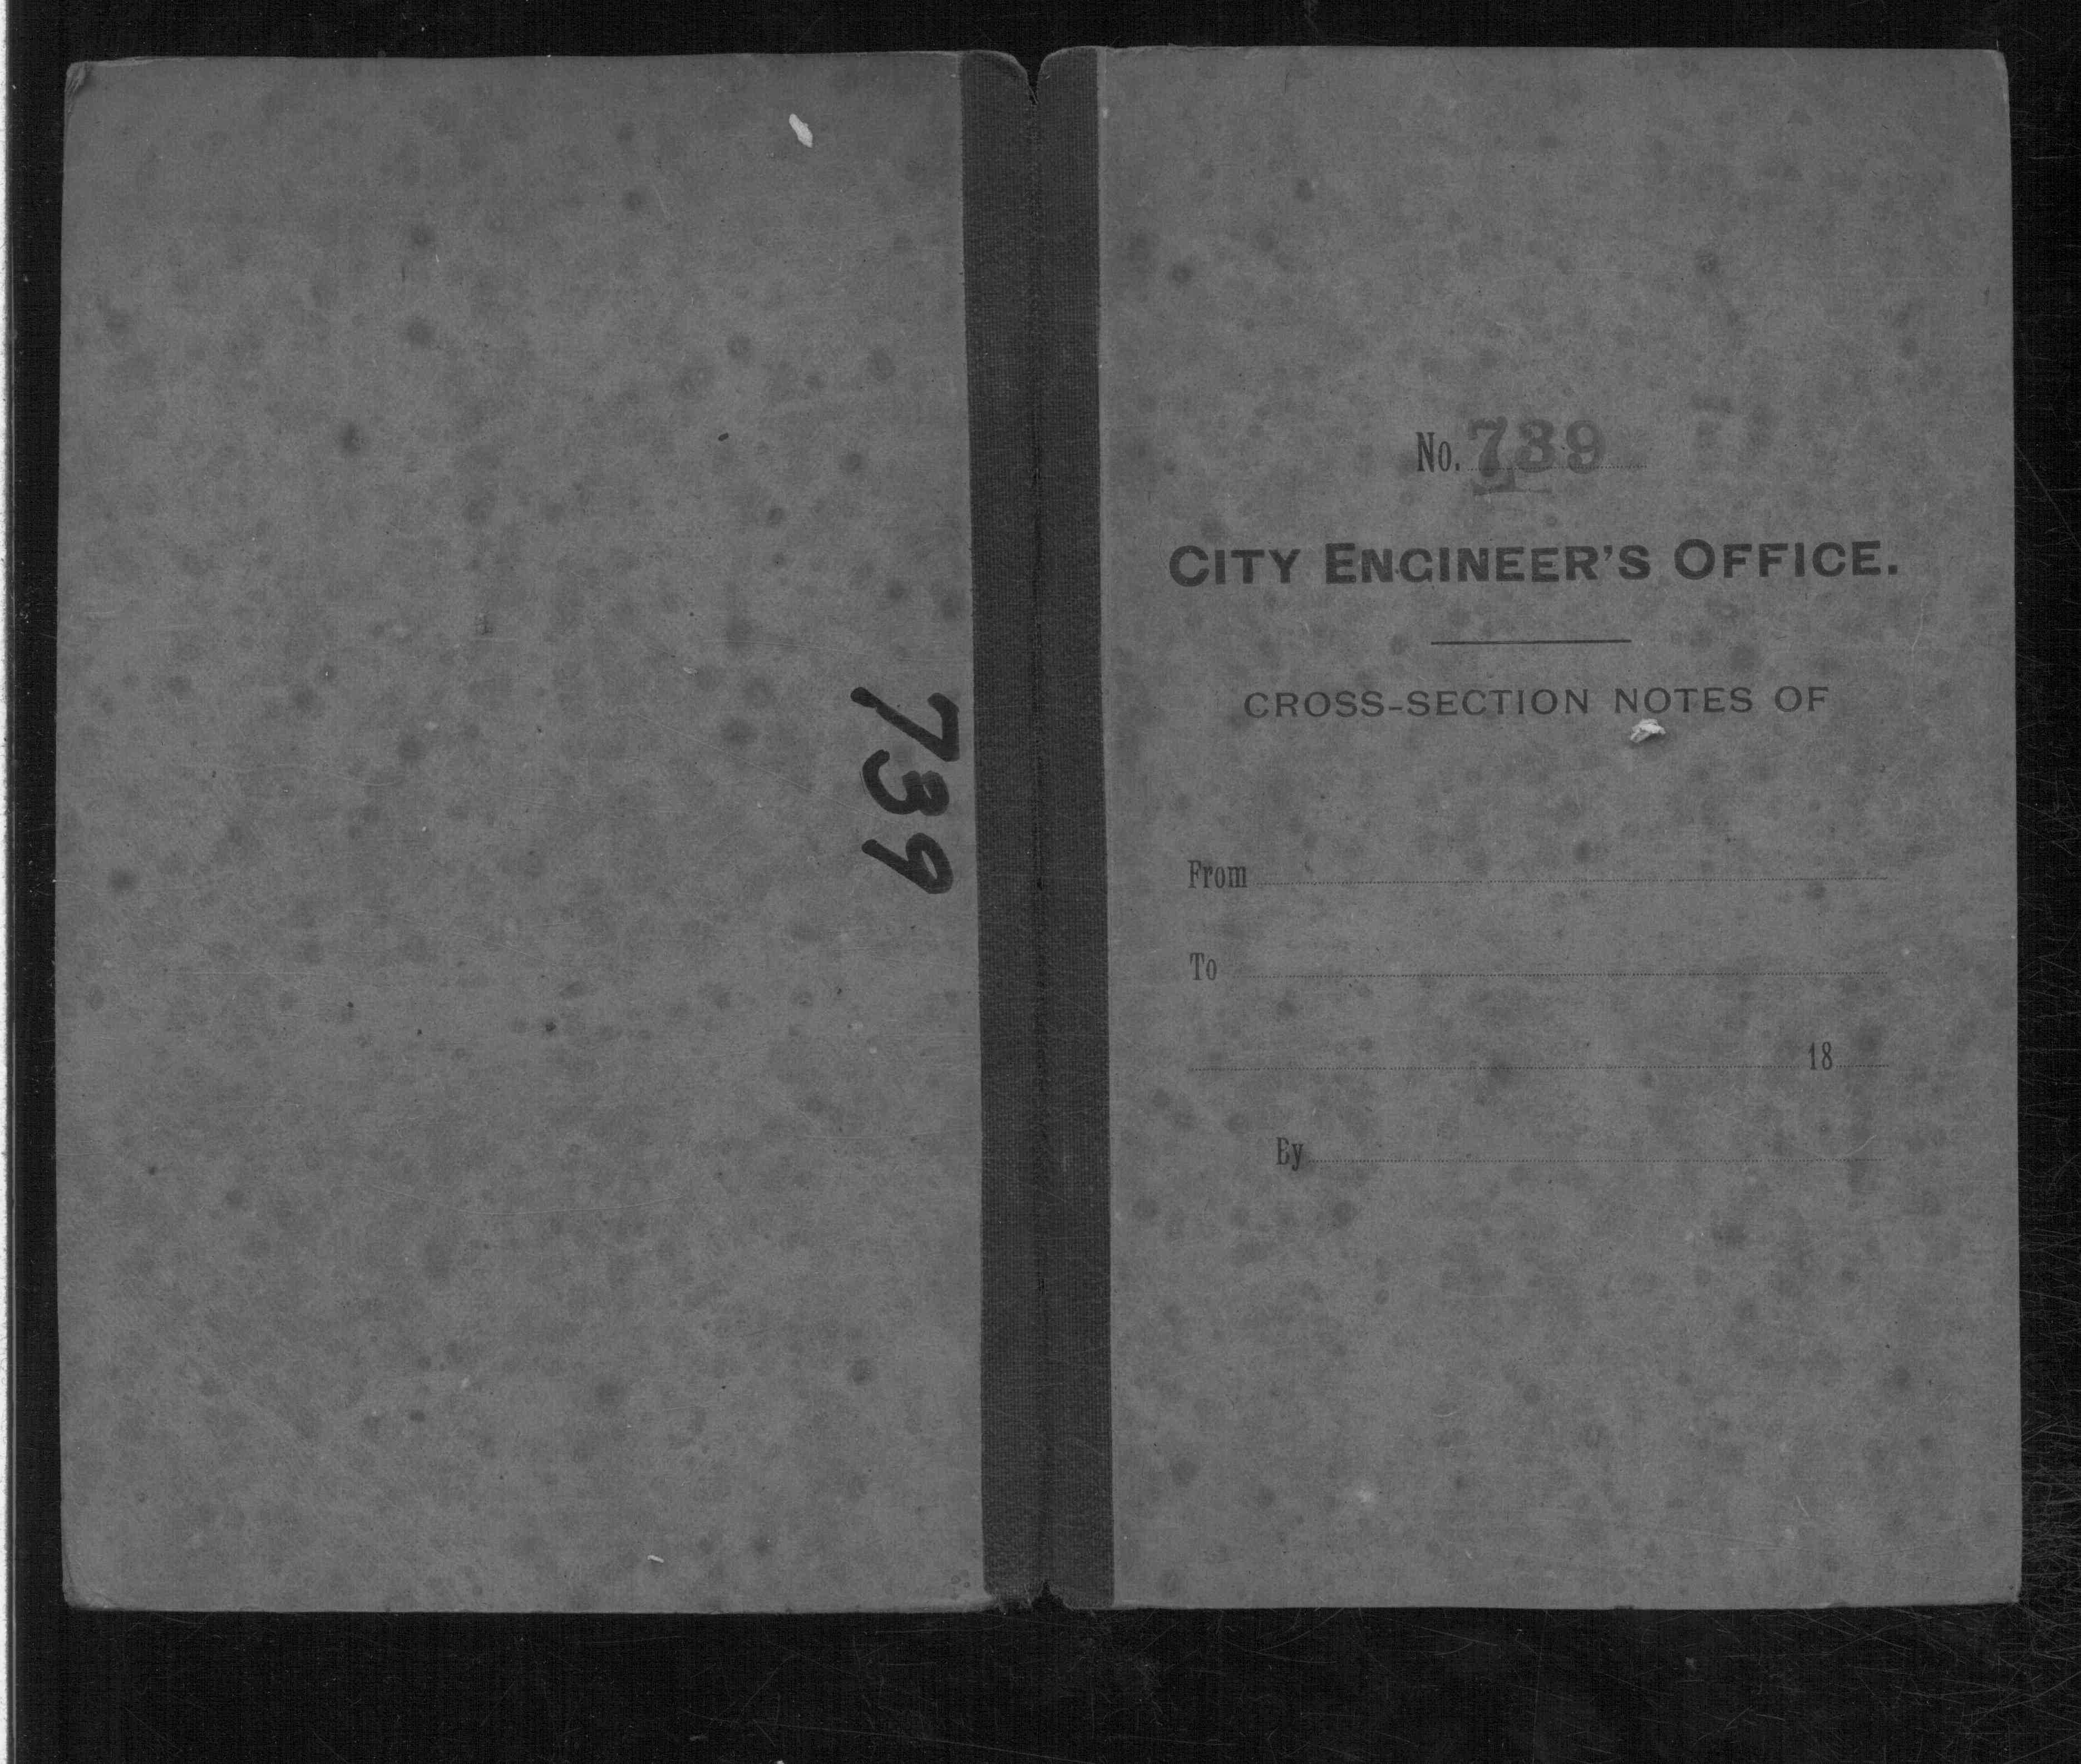 739
No. 739
CITY ENGINEER'S OFFICE.
CROSS-SECTION NOTES OF
From
To
18
By